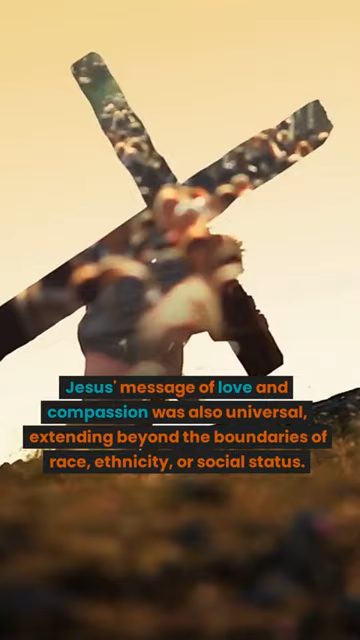 Jesus' message of love and
compassion was also universal,
extending beyond the boundaries of
race, ethnicity, or social status.